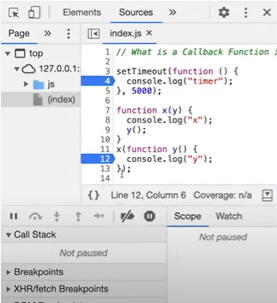 Elements Sources
Page
index.js
top
127.0.0.1:
js
(index)
1 // What is a Callback Function i
2
3 setTimeout(function () {
4 console.log("timer");
5 }, 5000);
6
7 function x(y) {
8 console.log("x");
9 y();
10 }
11 x(function y() {
12 console.log("y");
13 });
14
{} Line 12, Column 6 Coverage: n/a
Call Stack
Not paused
Breakpoints
XHR/fetch Breakpoints
Scope Watch
Not paused